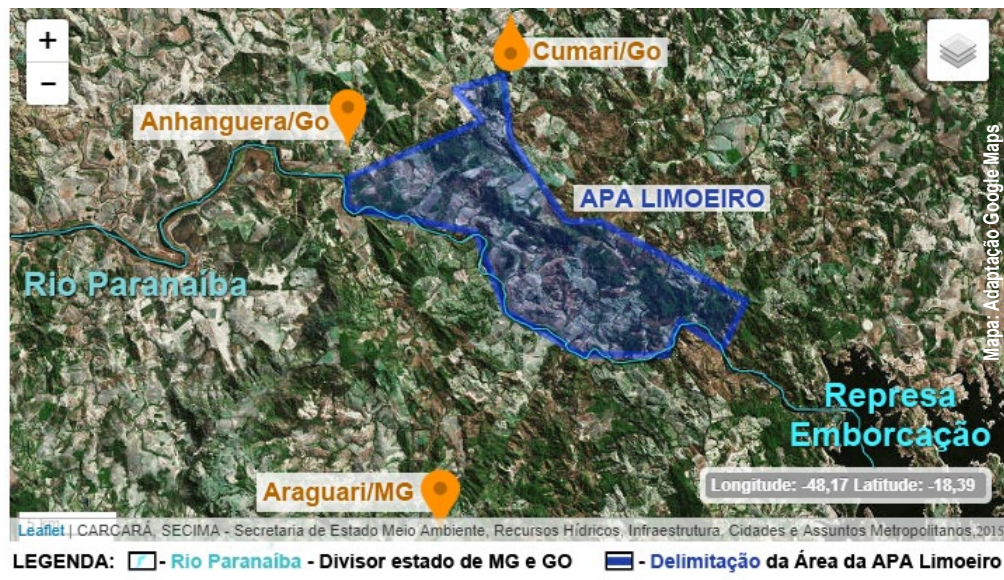 +
−
Cumari/Go
Anhanguera/Go
APA LIMOEIRO
Rio Paranaíba
Mapa: Adaptação Google Maps
Represa
Emborcação
Araguari/MG
Longitude: -48,17 Latitude: -18,39
Leaflet | CARCARÁ, SECIMA - Secretaria de Estado Meio Ambiente, Recursos Hídricos, Infraestrutura, Cidades e Assuntos Metropolitanos,2015
LEGENDA: - Rio Paranaíba - Divisor estado de MG e GO - Delimitação da Área da APA Limoeiro